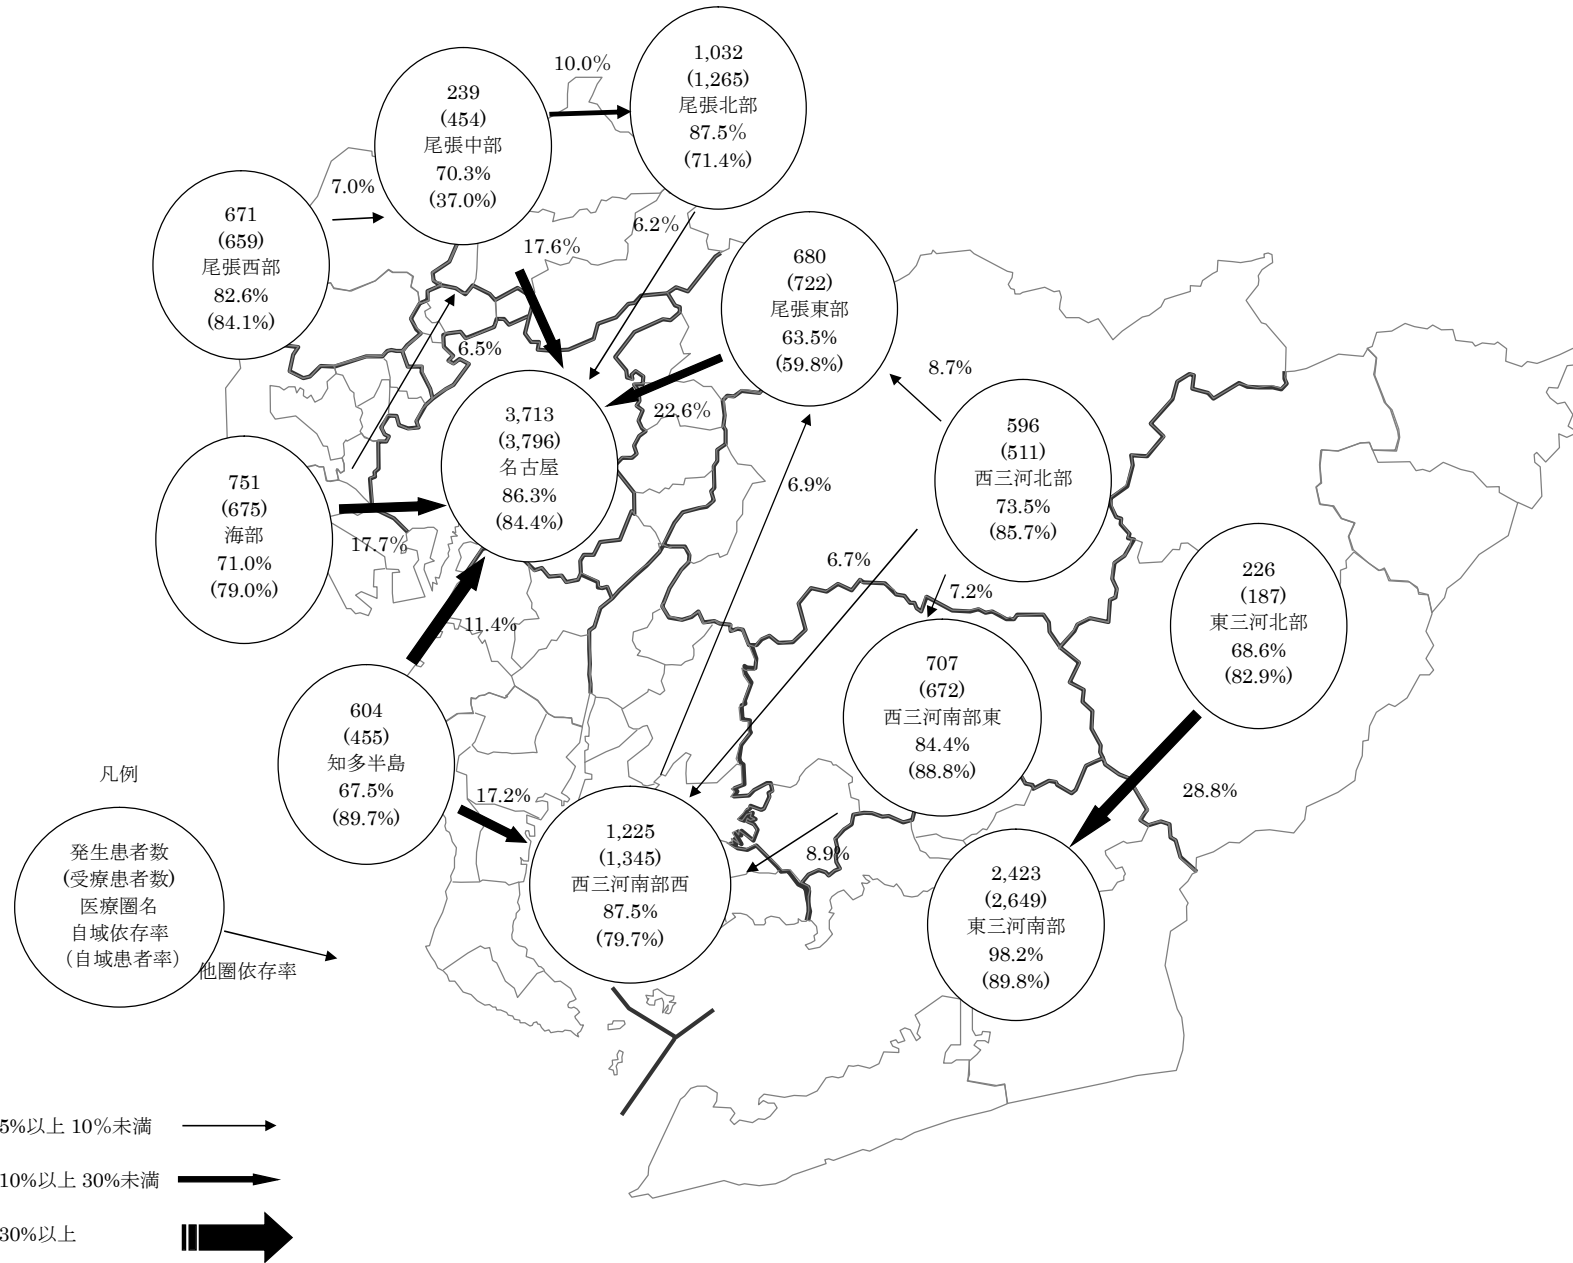 10.0%
1,032
(1,265)
尾張北部
87.5%
(71.4%)
239
(454)
尾張中部
70.3%
(37.0%)
7.0%
671
(659)
尾張西部
82.6%
(84.1%)
17.6%
6.2%
680
(722)
尾張東部
63.5%
(59.8%)
6.5%
22.6%
8.7%
3,713
(3,796)
名古屋
86.3%
(84.4%)
596
(511)
西三河北部
73.5%
(85.7%)
751
(675)
海部
71.0%
(79.0%)
17.7%
6.9%
6.7%
7.2%
226
(187)
東三河北部
68.6%
(82.9%)
11.4%
707
(672)
西三河南部東
84.4%
(88.8%)
604
(455)
知多半島
67.5%
(89.7%)
17.2%
28.8%
1,225
(1,345)
西三河南部西
87.5%
(79.7%)
8.9%
2,423
(2,649)
東三河南部
98.2%
(89.8%)
凡例
発生患者数
(受療患者数)
医療圏名
自域依存率
（自域患者率）
他圏依存率
5%以上 10%未満
10%以上 30%未満
30%以上